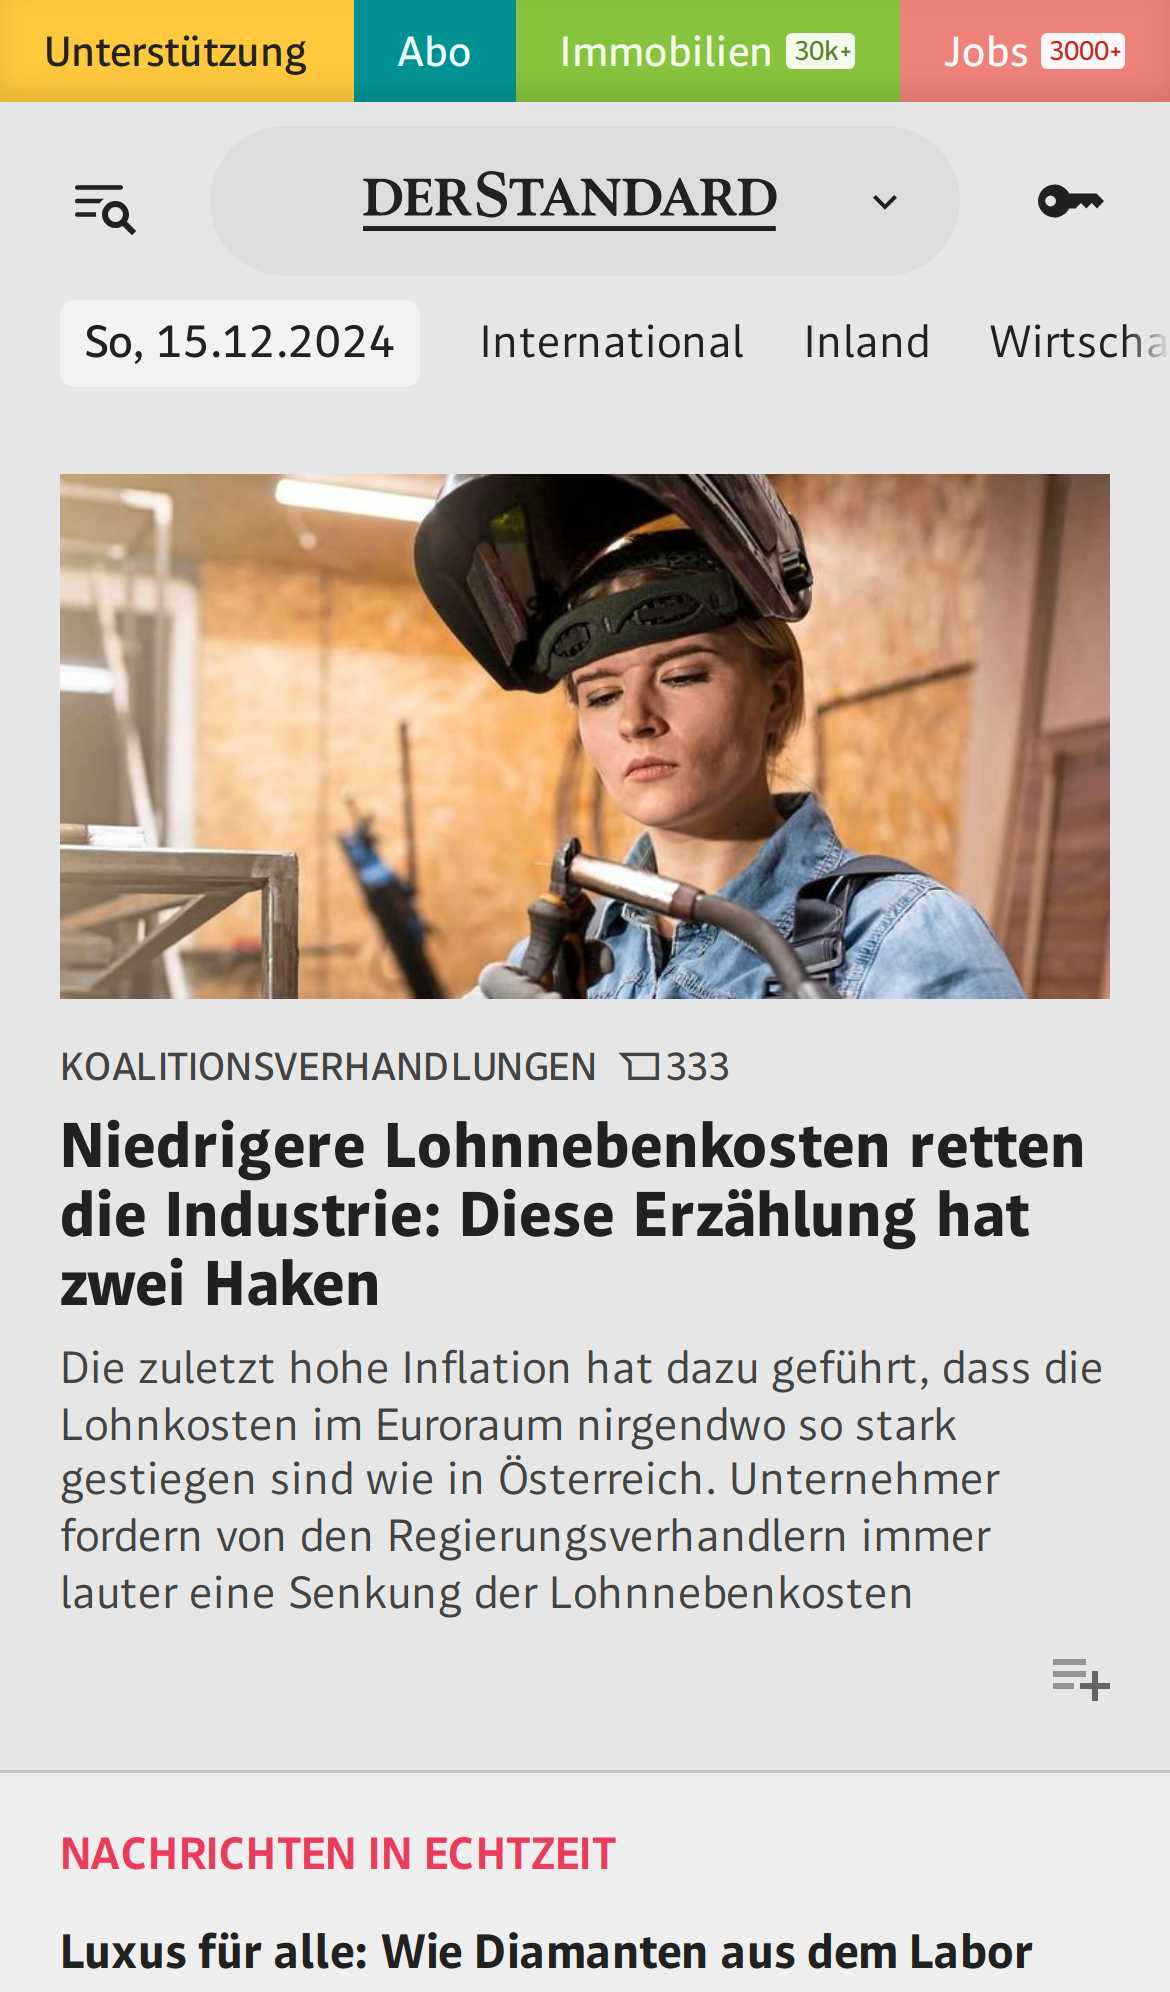 Unterstützung Abo Immobilien 30k+ Jobs 3000+
DERSTANDARD
So, 15.12.2024 International Inland Wirtscha
KOALITIONSVERHANDLUNGEN 333
Niedrigere Lohnnebenkosten retten
die Industrie: Diese Erzählung hat
zwei Haken
Die zuletzt hohe Inflation hat dazu geführt, dass die
Lohnkosten im Euroraum nirgendwo so stark
gestiegen sind wie in Österreich. Unternehmer
fordern von den Regierungsverhandlern immer
lauter eine Senkung der Lohnnebenkosten
NACHRICHTEN IN ECHTZEIT
Luxus für alle: Wie Diamanten aus dem Labor